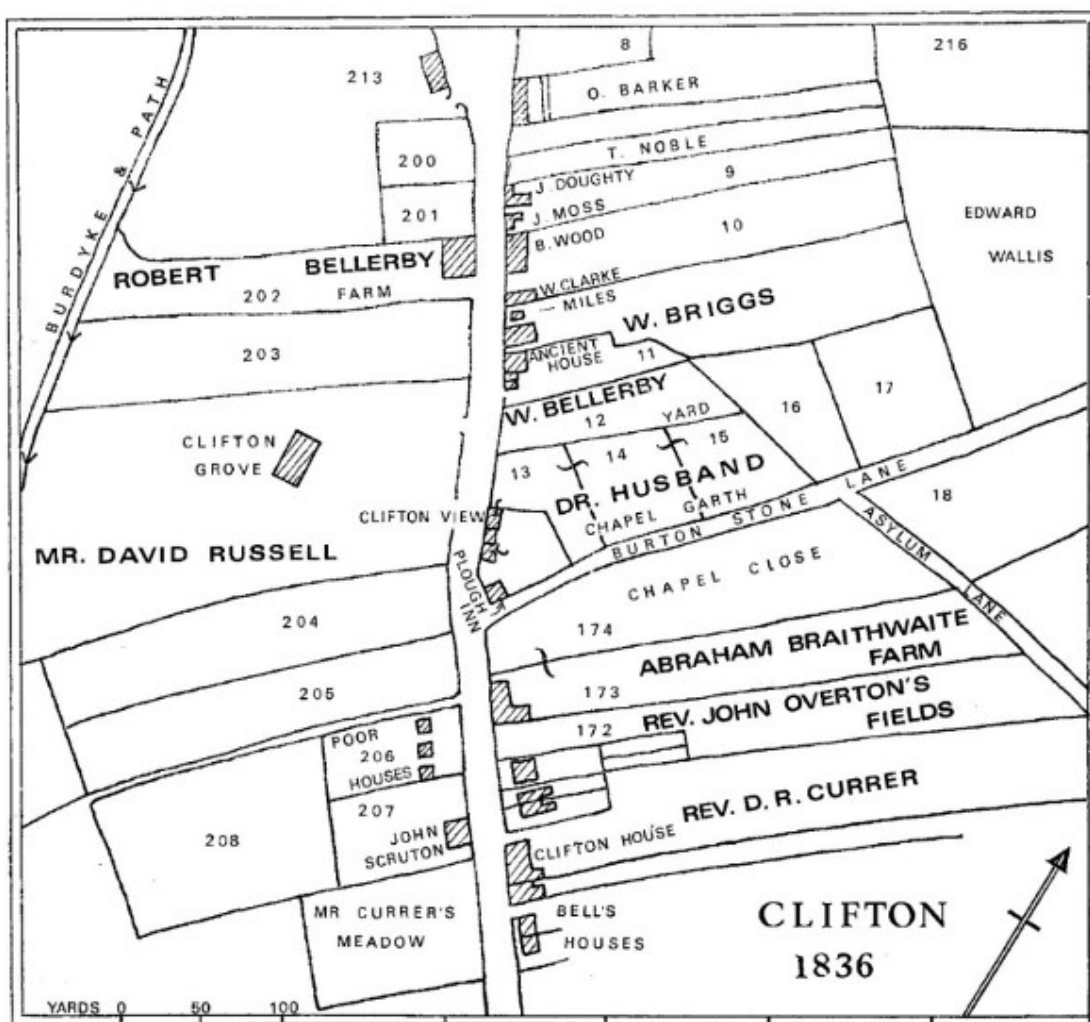 8
216
213
O. BARKER
BURDYKE & PATH
T. NOBLE
200
J. DOUGHTY
9
201
J. MOSS
B. WOOD
10
EDWARD
WALLIS
ROBERT BELLERBY
202 FARM
W. CLARKE
MILES
W. BRIGGS
203
ANCIENT
HOUSE
11
W. BELLERBY
12
YARD
16
17
CLIFTON
GROVE
13
14
15
DR. HUSBAND
CHAPEL GARTH
BURTON STONE LANE
18
CLIFTON VIEW
MR. DAVID RUSSELL
PLOUGH
INN
CHAPEL CLOSE
ASYLUM
LANE
204
174
ABRAHAM BRAITHWAITE
FARM
205
173
REV. JOHN OVERTON'S
FIELDS
172
POOR
206
HOUSES
207
REV. D. R. CURRER
208
JOHN
SCRUTON
CLIFTON HOUSE
MR CURRER'S
MEADOW
BELL'S
HOUSES
CLIFTON
1836
YARDS 0 50 100